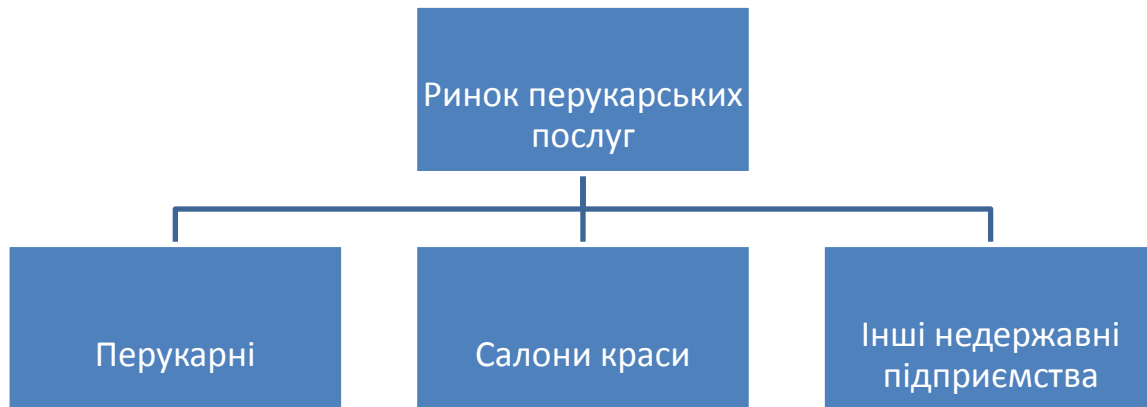 Ринок перукарських
послуг
Перукарні
Салони краси
Інші недержавні
підприємства